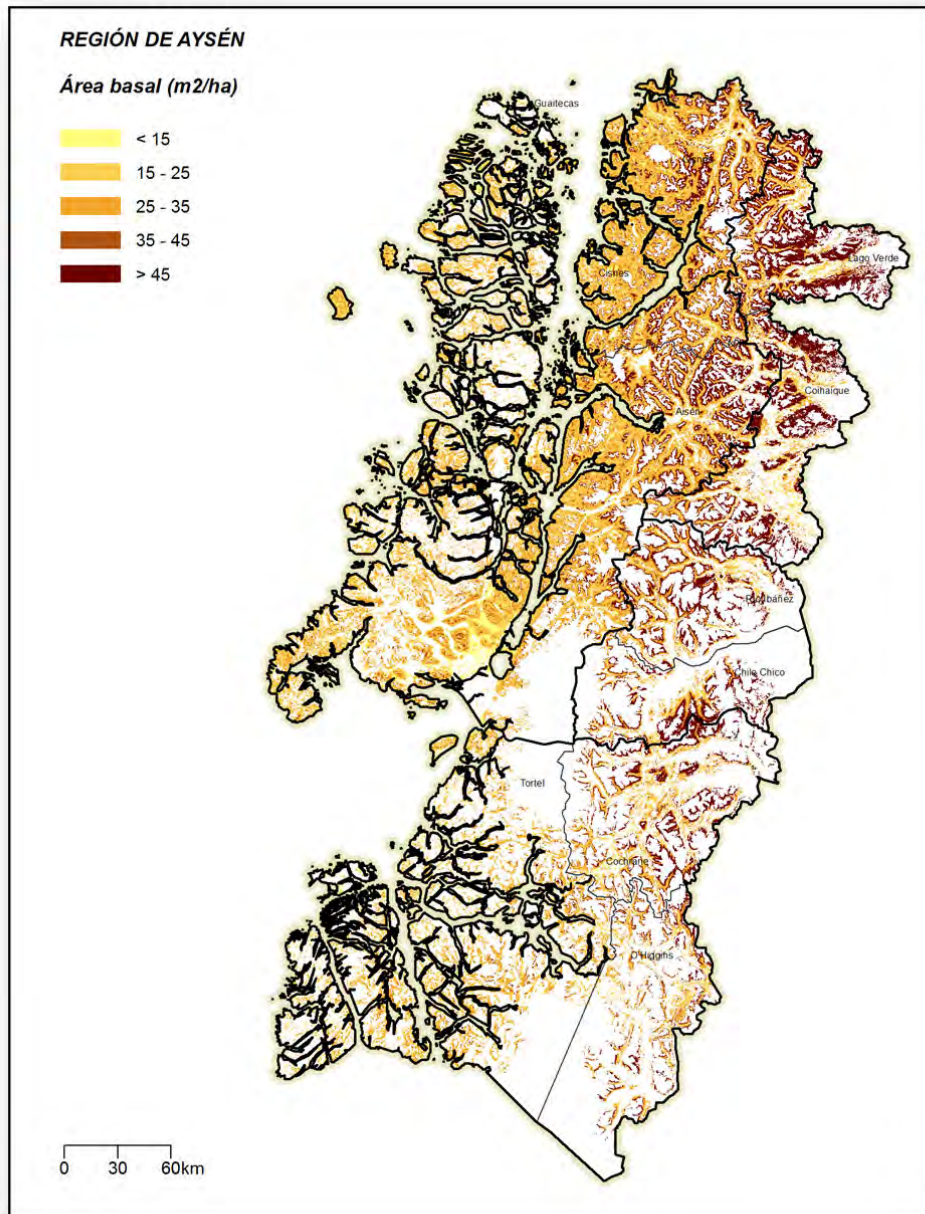 REGIÓN DE AYSÉN
Área basal (m2/ha)
< 15
15 - 25
25 - 35
35 - 45
> 45
Guaitecas
Lago Verde
Cisnes
Coihaique
Aisén
Chile Chico
Tortel
Cochrane
O'Higgins
0 30 60km